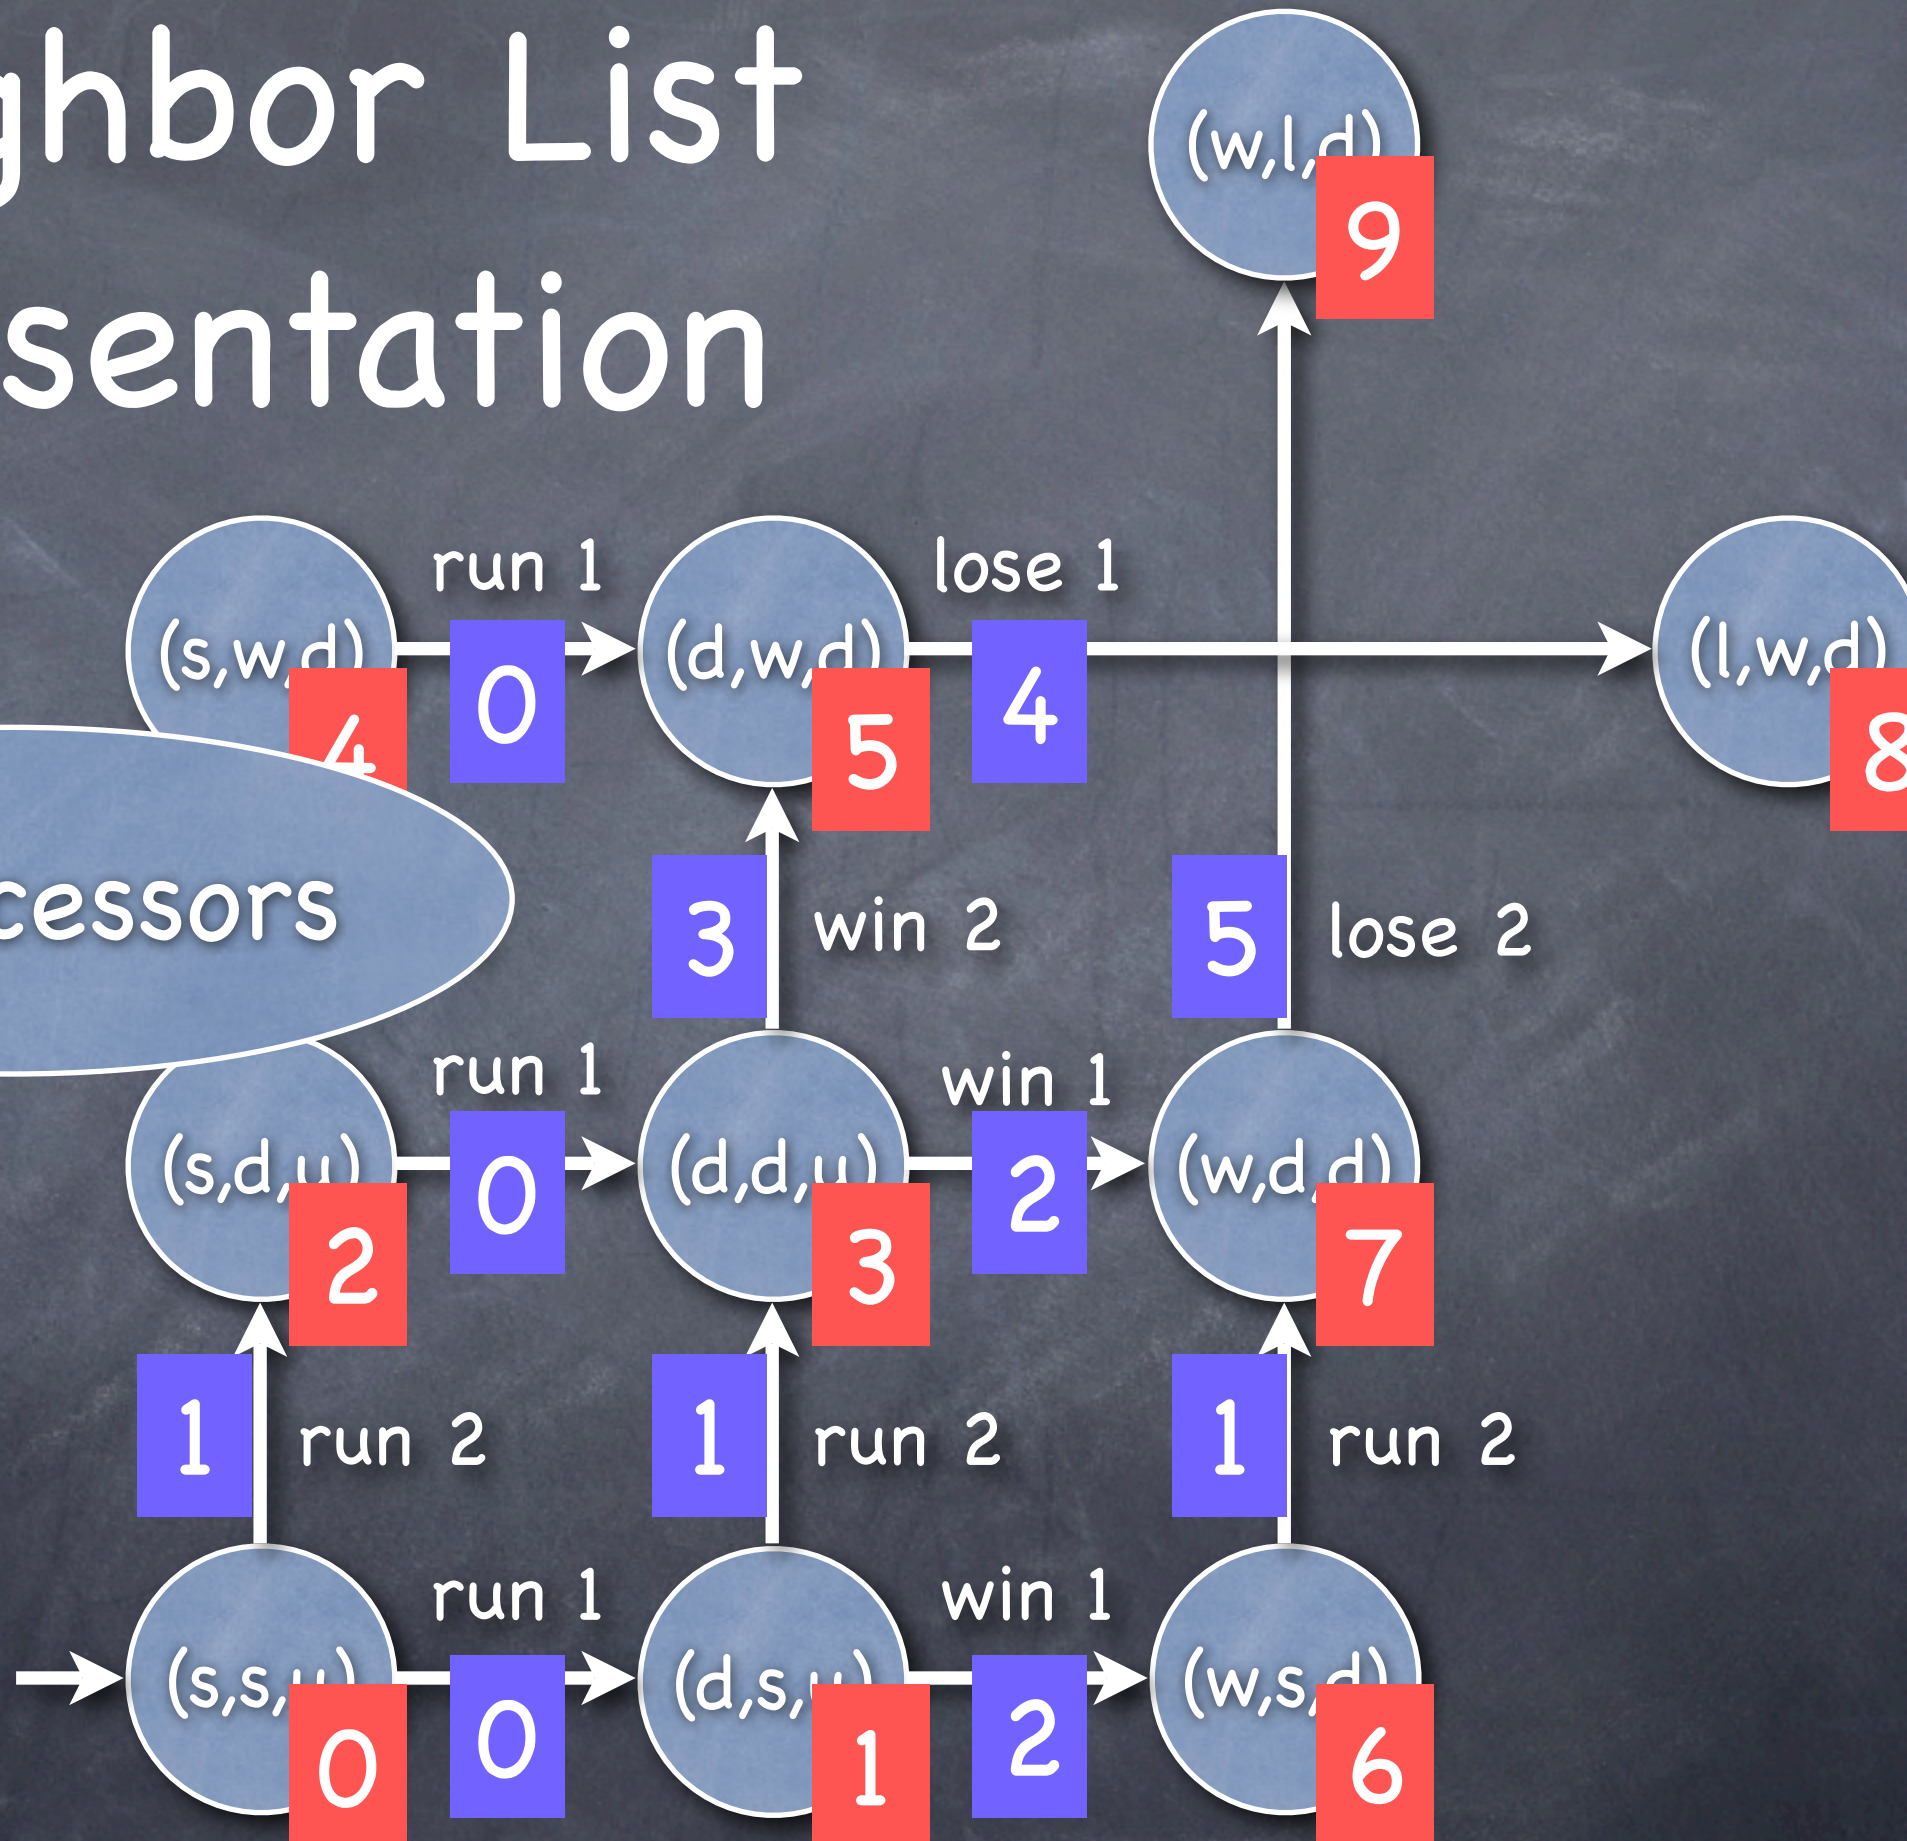 ghbor List
sentation
(w,l,d)
9
run 1
lose 1
(s,w,d)
(d,w,d)
(l,w,d)
4
0
5
4
8
cessors
3
win 2
5
lose 2
run 1
win 1
(s,d,u)
(d,d,u)
(w,d,d)
2
0
3
2
7
1
run 2
1
run 2
1
run 2
run 1
win 1
(s,s,u)
(d,s,u)
(w,s,d)
0
0
1
2
6